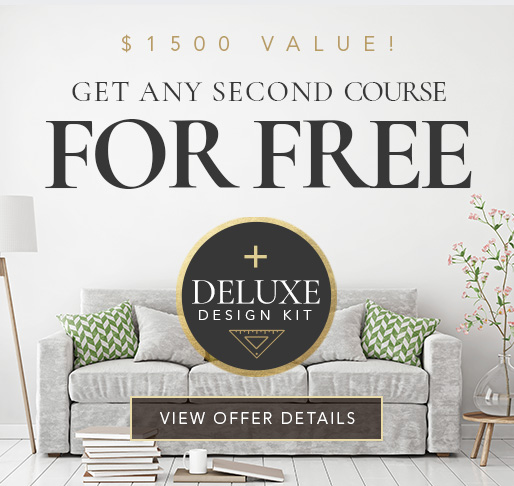 $1500 VALUE!
GET ANY SECOND COURSE
FOR FREE
+
DELUXE
DESIGN KIT
VIEW OFFER DETAILS